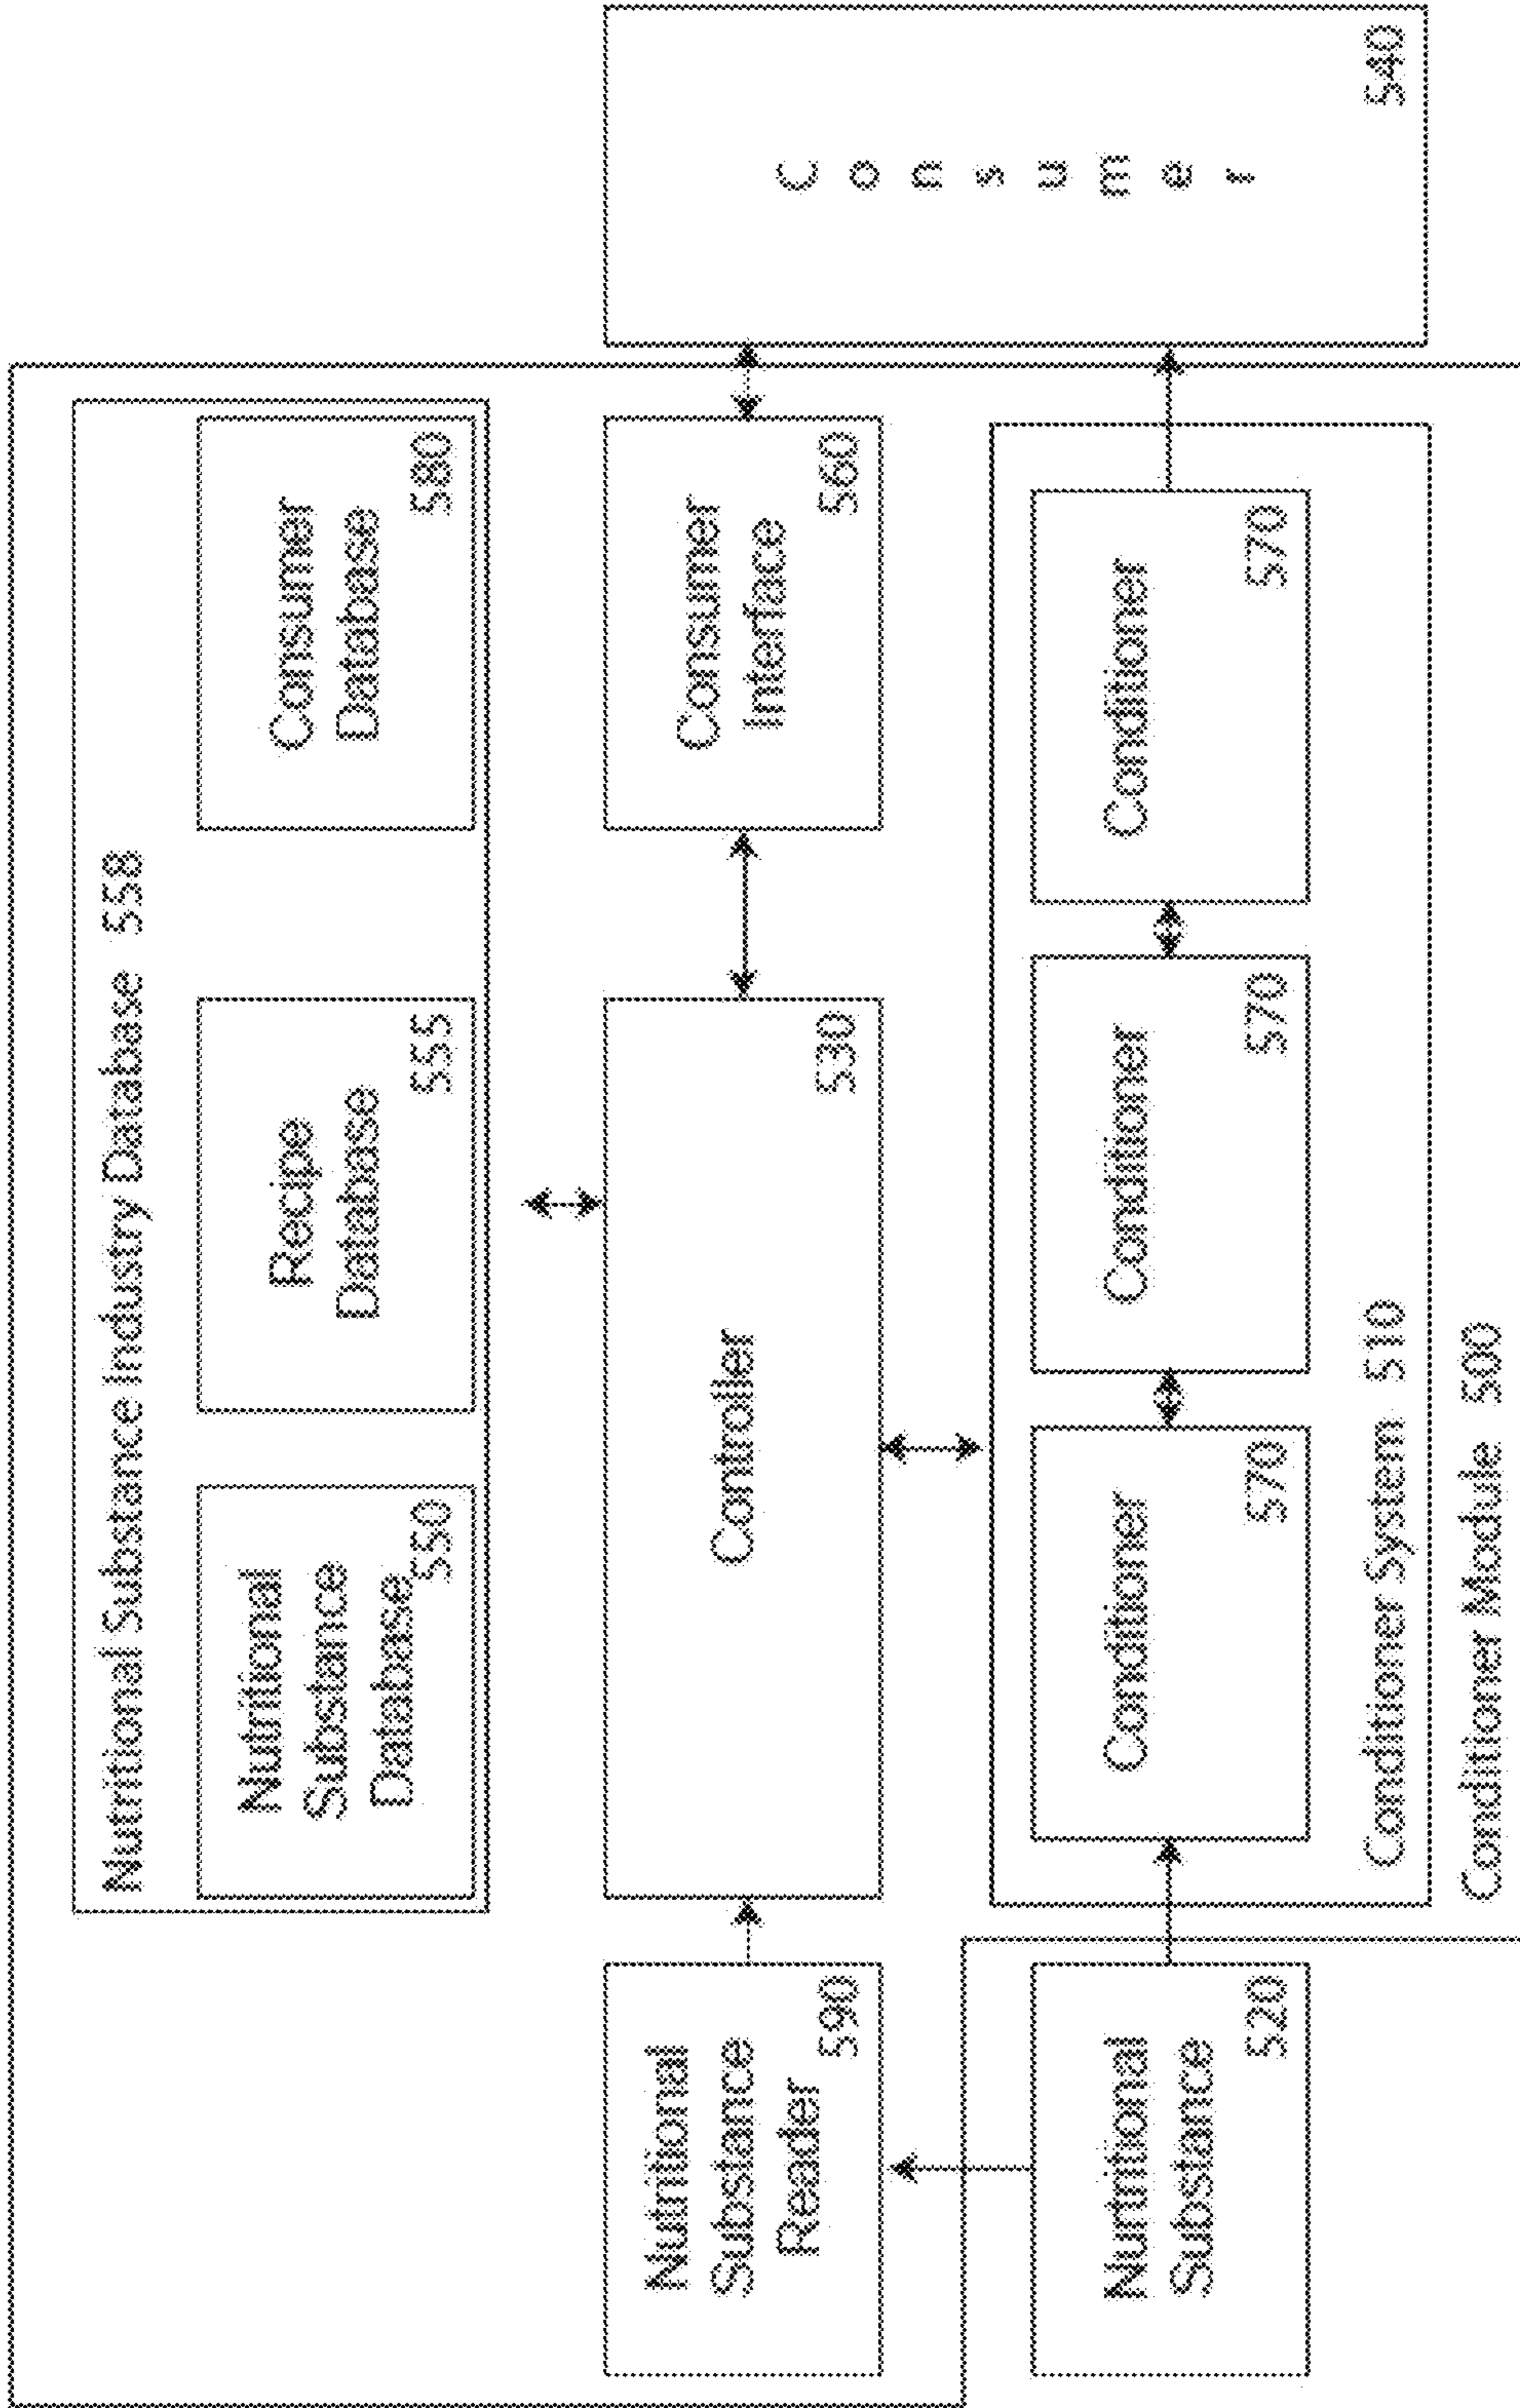 Nutritional Substance Industry Database 558
Nutritional
Substance
Database
550
Recipe
Database
555
Consumer
Database
580
Nutritional
Substance
Reader
590
Controller
530
Consumer
Interface
560
Consumer
540
Nutritional
Substance
520
Conditioner
570
Conditioner
570
Conditioner
570
Conditioner System 510
Conditioner Module 500